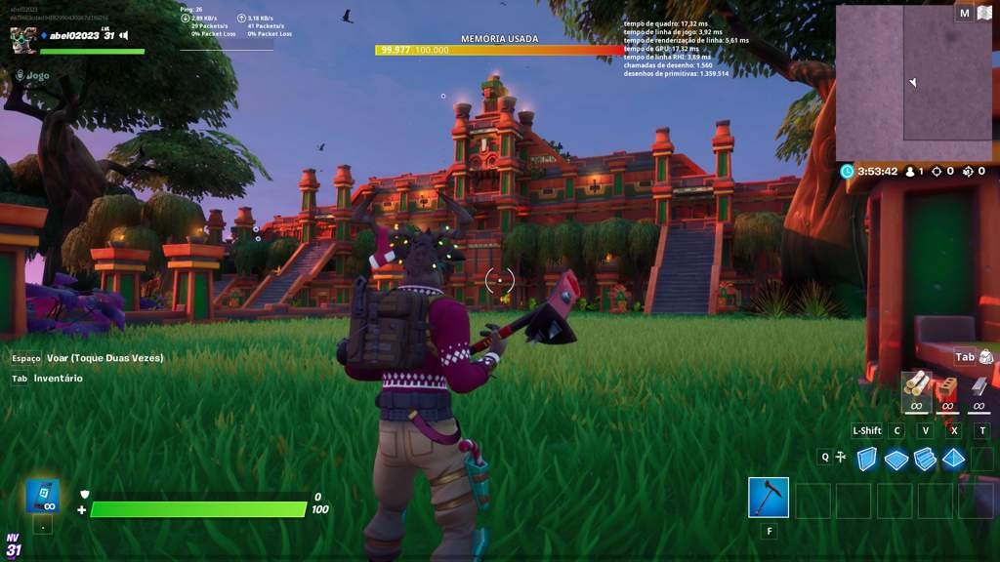 abel02023
Ping: 26
2,89 KB/s 3,18 KB/s
29 Packets/s 41 Packets/s
0% Packet Loss 0% Packet Loss
abel02023 LVL 31
Jogo
MEMÓRIA USADA
99.977 | 100.000
tempo de quadro: 17,32 ms
tempo de linha de jogo: 3,92 ms
tempo de renderização de linha: 5,61 ms
tempo de GPU: 17,32 ms
tempo de linha RHI: 3,89 ms
chamadas de desenho: 1.560
desenhos de primitivas: 1.359.514
M
3:53:42 1 0 0
Espaço Voar (Toque Duas Vezes)
Tab Inventário
Tab
∞ ∞ ∞
L-Shift C V X T
Q
∞
.
0
100
F
NV
31